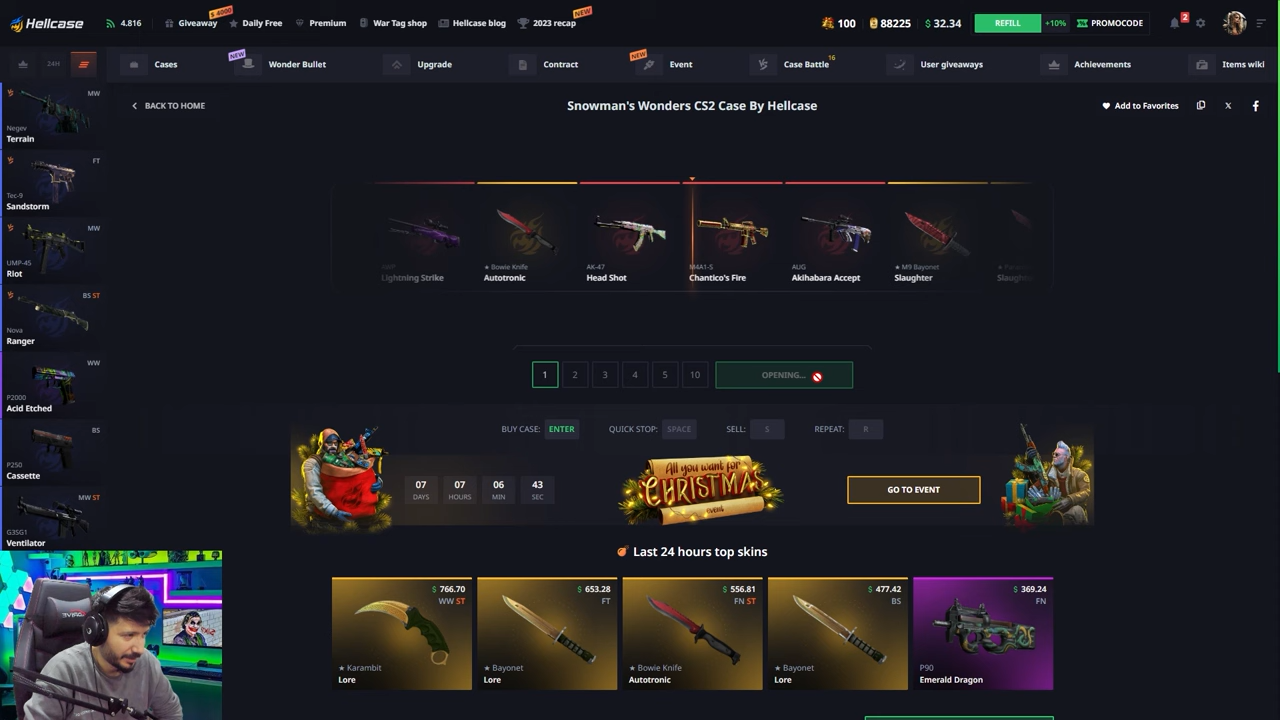 Hellcase
4.816
Giveaway
$ 4000
Daily Free
Premium
War Tag shop
Hellcase blog
2023 recap
NEW
100
88225
$ 32.34
REFILL
+10%
PROMOCODE
2
24H
Cases
NEW
Wonder Bullet
Upgrade
Contract
NEW
Event
Case Battle
16
User giveaways
Achievements
Items wiki
BACK TO HOME
Snowman's Wonders CS2 Case By Hellcase
Add to Favorites
MW
Negev
Terrain
FT
Tec-9
Sandstorm
MW
UMP-45
Riot
BS ST
Nova
Ranger
WW
P2000
Acid Etched
BS
P250
Cassette
MW ST
G3SG1
Ventilator
Lightning Strike
★ Bowie Knife
Autotronic
AK-47
Head Shot
M4A1-S
Chantico's Fire
AUG
Akihabara Accept
★ M9 Bayonet
Slaughter
1
2
3
4
5
10
OPENING...
BUY CASE:
ENTER
QUICK STOP:
SPACE
SELL:
S
REPEAT:
R
07
DAYS
07
HOURS
06
MIN
43
SEC
All you want for
CHRISTMAS
event
GO TO EVENT
Last 24 hours top skins
$ 766.70
WW ST
★ Karambit
Lore
$ 653.28
FT
★ Bayonet
Lore
$ 556.81
FN ST
★ Bowie Knife
Autotronic
$ 477.42
BS
★ Bayonet
Lore
$ 369.24
FN
P90
Emerald Dragon